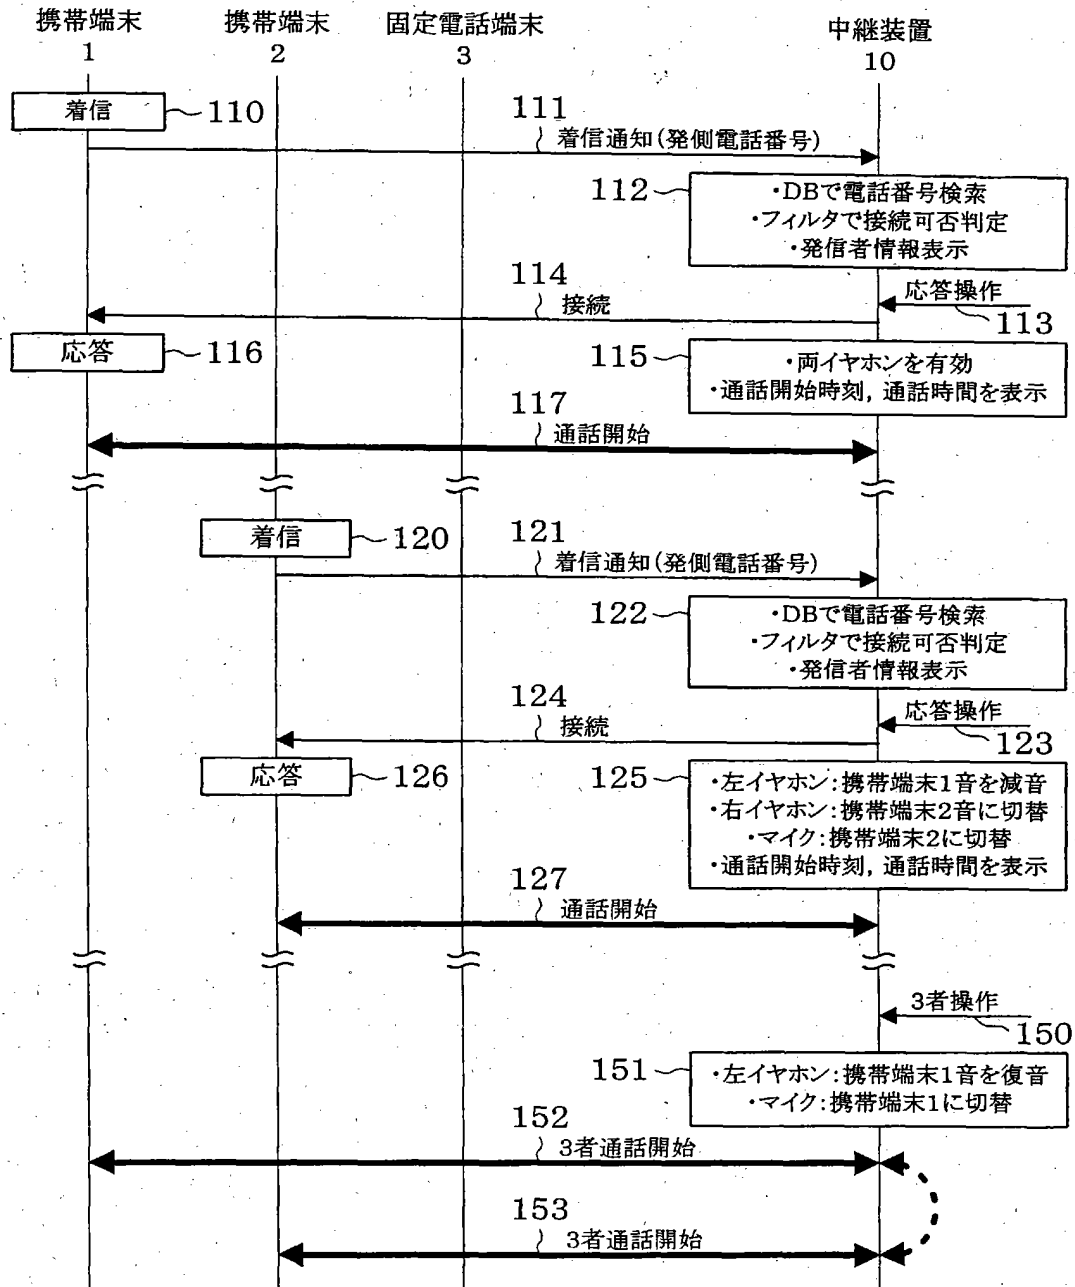 携帯端末
1
携帯端末
2
固定電話端末
3
中継装置
10
着信
110
111
着信通知(発側電話番号)
112
・DBで電話番号検索
・フィルタで接続可否判定
・発信者情報表示
114
接続
応答操作
113
応答
116
115
・両イヤホンを有効
・通話開始時刻,通話時間を表示
117
通話開始
着信
120
121
着信通知(発側電話番号)
122
・DBで電話番号検索
・フィルタで接続可否判定
・発信者情報表示
124
接続
応答操作
123
応答
126
125
・左イヤホン:携帯端末1音を減音
・右イヤホン:携帯端末2音に切替
・マイク:携帯端末2に切替
・通話開始時刻,通話時間を表示
127
通話開始
3者操作
150
151
・左イヤホン:携帯端末1音を復音
・マイク:携帯端末1に切替
152
3者通話開始
153
3者通話開始